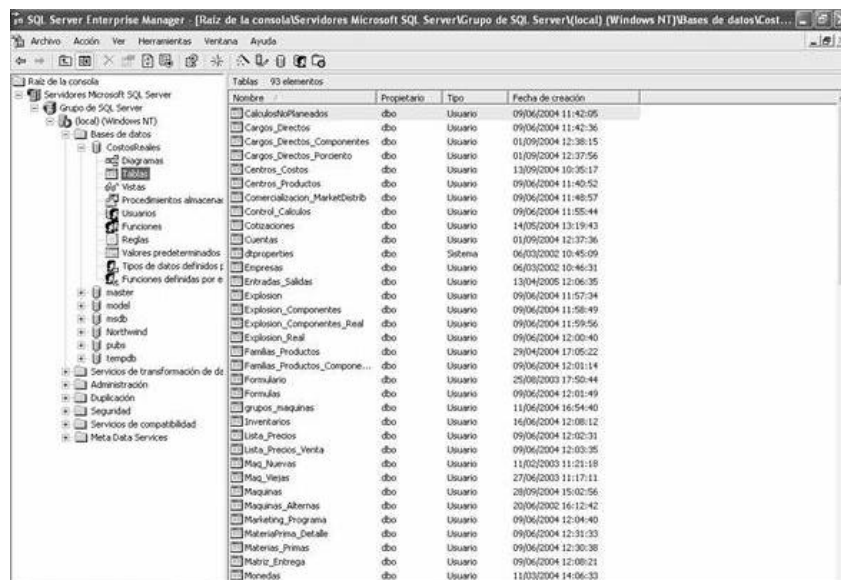 SQL Server Enterprise Manager - [Raíz de la consola\Servidores Microsoft SQL Server\Grupo de SQL Server\(local) (Windows NT)\Bases de datos\Cost...
Archivo Acción Ver Herramientas Ventana Ayuda
Raíz de la consola
Servidores Microsoft SQL Server
Grupo de SQL Server
(local) (Windows NT)
Bases de datos
CostosReales
Diagramas
Tablas
Vistas
Procedimientos almacenad
Usuarios
Funciones
Reglas
Valores predeterminados
Tipos de datos definidos p
Funciones definidas por e
master
model
msdb
Northwind
pubs
tempdb
Servicios de transformación de da
Administración
Duplicación
Seguridad
Servicios de compatibilidad
Meta Data Services
Tablas 93 elementos
Nombre / Propietario Tipo Fecha de creación
CalculosNoPlaneados dbo Usuario 09/06/2004 11:42:05
Cargos_Directos dbo Usuario 09/06/2004 11:42:36
Cargos_Directos_Componentes dbo Usuario 01/09/2004 12:38:15
Cargos_Directos_Porciento dbo Usuario 01/09/2004 12:37:56
Centros_Costos dbo Usuario 13/09/2004 10:35:17
Centros_Productos dbo Usuario 09/06/2004 11:40:52
Comercializacion_MarketDistrib dbo Usuario 09/06/2004 11:48:57
Control_Calculos dbo Usuario 09/06/2004 11:55:44
Cotizaciones dbo Usuario 14/05/2004 13:19:43
Cuentas dbo Usuario 01/09/2004 12:37:36
dtproperties dbo Sistema 06/03/2002 10:45:09
Empresas dbo Usuario 06/03/2002 10:46:31
Entradas_Salidas dbo Usuario 13/04/2005 12:06:35
Explosion dbo Usuario 09/06/2004 11:57:34
Explosion_Componentes dbo Usuario 09/06/2004 11:58:49
Explosion_Componentes_Real dbo Usuario 09/06/2004 11:59:56
Explosion_Real dbo Usuario 09/06/2004 12:00:40
Familias_Productos dbo Usuario 29/04/2004 17:05:22
Familias_Productos_Compone... dbo Usuario 09/06/2004 12:01:14
Formulario dbo Usuario 25/08/2003 17:50:44
Formulas dbo Usuario 09/06/2004 12:01:49
grupos_maquinas dbo Usuario 11/06/2004 16:54:40
Inventarios dbo Usuario 16/06/2004 12:08:12
Lista_Precios dbo Usuario 09/06/2004 12:02:31
Lista_Precios_Venta dbo Usuario 09/06/2004 12:03:35
Maq_Nuevas dbo Usuario 11/02/2003 11:21:18
Maq_Viejas dbo Usuario 27/06/2003 11:17:11
Maquinas dbo Usuario 28/09/2004 15:02:56
Maquinas_Alternas dbo Usuario 20/06/2002 16:12:42
Marketing_Programa dbo Usuario 09/06/2004 12:04:40
MateriaPrima_Detalle dbo Usuario 09/06/2004 12:31:33
Materias_Primas dbo Usuario 09/06/2004 12:30:38
Matriz_Entrega dbo Usuario 09/06/2004 12:08:21
Monedas dbo Usuario 11/03/2004 14:06:33